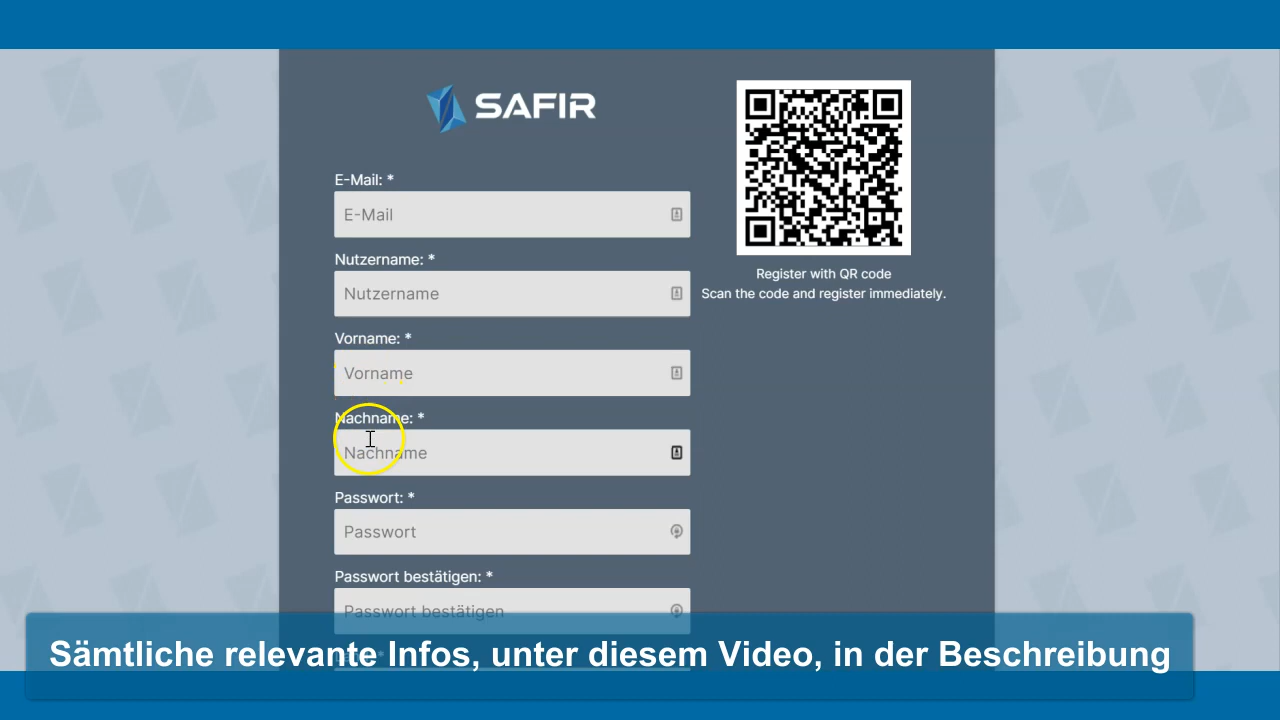 SAFIR
E-Mail: *
E-Mail
Nutzername: *
Nutzername
Vorname: *
Vorname
Nachname: *
Nachname
Passwort: *
Passwort
Passwort bestätigen: *
Passwort bestätigen
Register with QR code
Scan the code and register immediately.
Sämtliche relevante Infos, unter diesem Video, in der Beschreibung